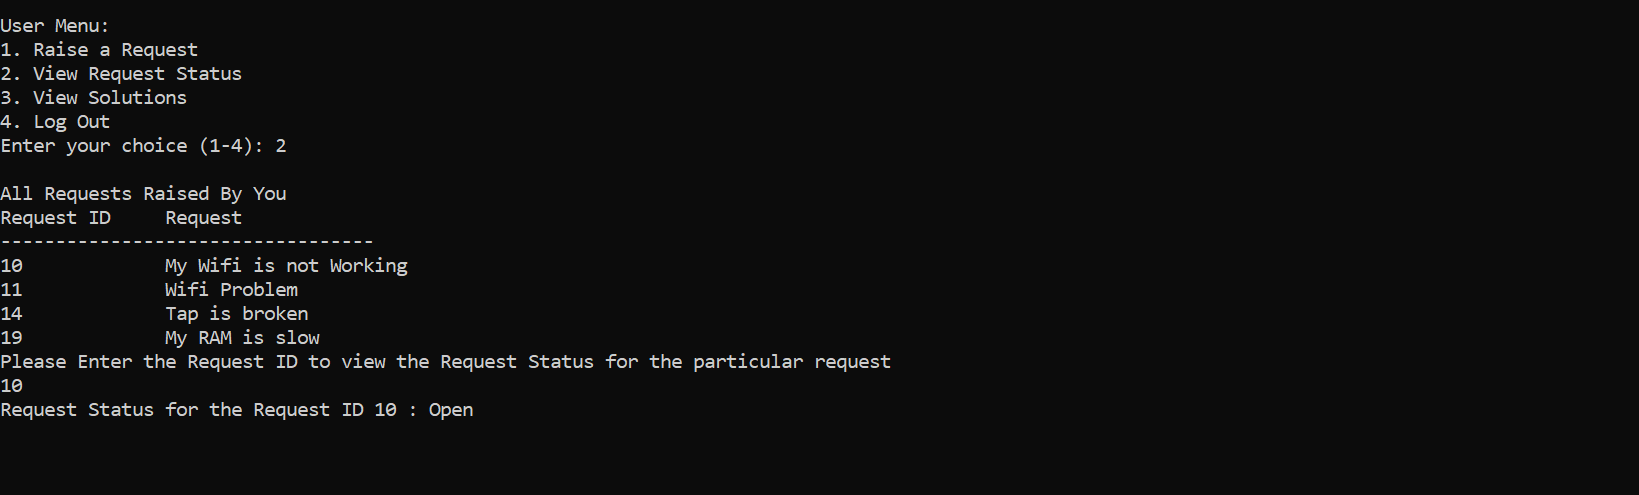 User Menu:
1. Raise a Request
2. View Request Status
3. View Solutions
4. Log Out
Enter your choice (1-4): 2
All Requests Raised By You
Request ID     Request
----------------------------------
10             My Wifi is not Working
11             Wifi Problem
14             Tap is broken
19             My RAM is slow
Please Enter the Request ID to view the Request Status for the particular request
10
Request Status for the Request ID 10 : Open